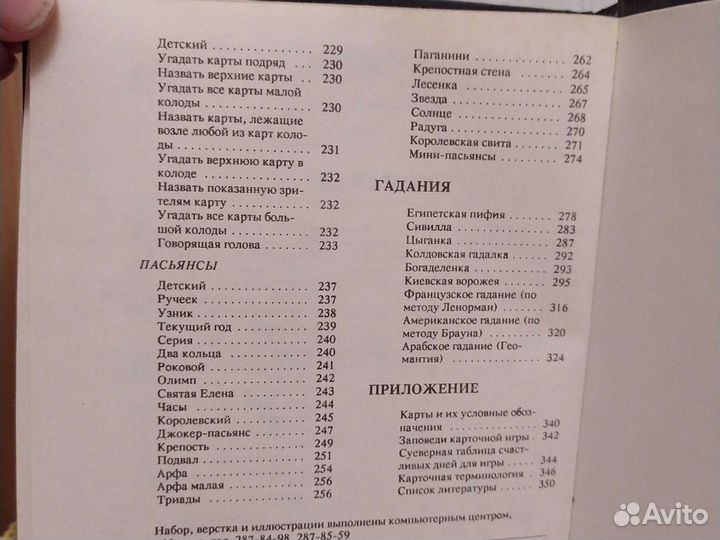 Детский . . . . . . . . . . . 229
Угадать карты подряд . . . 230
Назвать верхние карты . . 230
Угадать все карты малой
колоды . . . . . . . . . . . . 230
Назвать карты, лежащие
возле любой из карт коло-
ды . . . . . . . . . . . . . . . 231
Угадать верхнюю карту в
колоде . . . . . . . . . . . . 232
Назвать показанную зри-
телям карту . . . . . . . . . 232
Угадать все карты боль-
шой колоды . . . . . . . . . 232
Говорящая голова . . . . . 233
ПАСЬЯНСЫ
Детский . . . . . . . . . . . 237
Ручеек . . . . . . . . . . . . 237
Узник . . . . . . . . . . . . . 238
Текущий год . . . . . . . . . 239
Серия . . . . . . . . . . . . . 240
Два кольца . . . . . . . . . 240
Роковой . . . . . . . . . . . 241
Олимп . . . . . . . . . . . . 242
Святая Елена . . . . . . . . 243
Часы . . . . . . . . . . . . . 244
Королевский . . . . . . . . 245
Джокер-пасьянс . . . . . . 247
Крепость . . . . . . . . . . . 249
Подвал . . . . . . . . . . . . 251
Арфа . . . . . . . . . . . . . 254
Арфа малая . . . . . . . . . 256
Триады . . . . . . . . . . . . 256
Паганини . . . . . . . . . . 262
Крепостная стена . . . . . 264
Лесенка . . . . . . . . . . . 265
Звезда . . . . . . . . . . . . 267
Солнце . . . . . . . . . . . . 268
Радуга . . . . . . . . . . . . 270
Королевская свита . . . . . 271
Мини-пасьянсы . . . . . . . 274
ГАДАНИЯ
Египетская пифия . . . . . 278
Сивилла . . . . . . . . . . . 283
Цыганка . . . . . . . . . . . 287
Колдовская гадалка . . . . 292
Богаделенка . . . . . . . . . 293
Киевская ворожея . . . . . 295
Французское гадание (по
методу Ленорман) . . . . . 316
Американское гадание (по
методу Брауна) . . . . . . . 320
Арабское гадание (Гео-
мантия) . . . . . . . . . . . 324
ПРИЛОЖЕНИЕ
Карты и их условные обоз-
начения . . . . . . . . . . . 340
Заповеди карточной игры . 342
Суеверная таблица счаст-
ливых дней для игры . . . . 344
Карточная терминология . 346
Список литературы . . . . 350
Набор, верстка и иллюстрации выполнены компьютерным центром,
287-84-98, 287-85-59
Avito